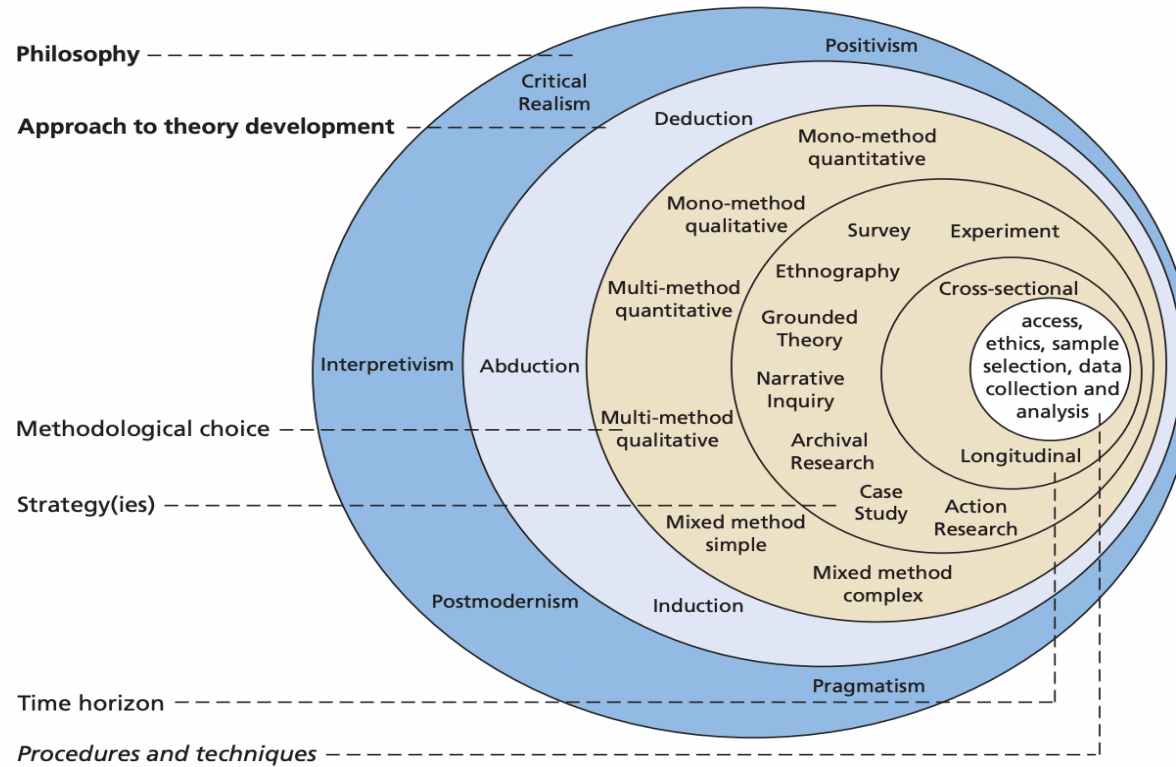 Philosophy
Positivism
Critical
Realism
Approach to theory development
Deduction
Mono-method
quantitative
Mono-method
qualitative
Survey
Experiment
Ethnography
Multi-method
quantitative
Cross-sectional
Grounded
Theory
access,
ethics, sample
selection, data
collection and
analysis
Interpretivism
Abduction
Narrative
Inquiry
Methodological choice
Multi-method
qualitative
Archival
Research
Longitudinal
Strategy(ies)
Case
Study
Action
Research
Mixed method
simple
Mixed method
complex
Postmodernism
Induction
Pragmatism
Time horizon
Procedures and techniques